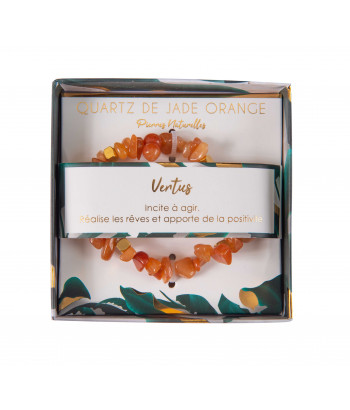 QUARTZ DE JADE ORANGE
Pierres Naturelles
Vertus
Incite à agir.
Réalise les rêves et apporte de la positivité